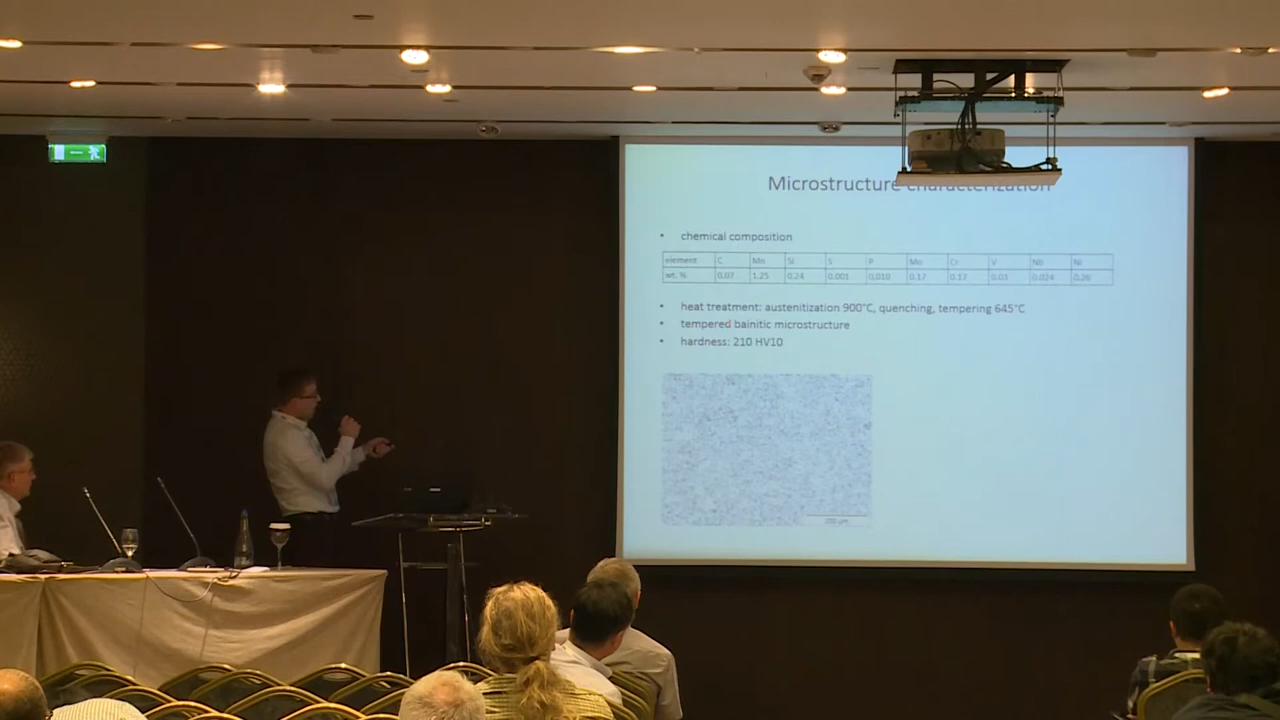 Microstructure characterization
• chemical composition
element C Mn Si S P Mo Cr V Nb Ni
wt. % 0,07 1,25 0,24 0,001 0,010 0,17 0,17 0,03 0,024 0,26
• heat treatment: austenitization 900°C, quenching, tempering 645°C
• tempered bainitic microstructure
• hardness: 210 HV10
200 µm